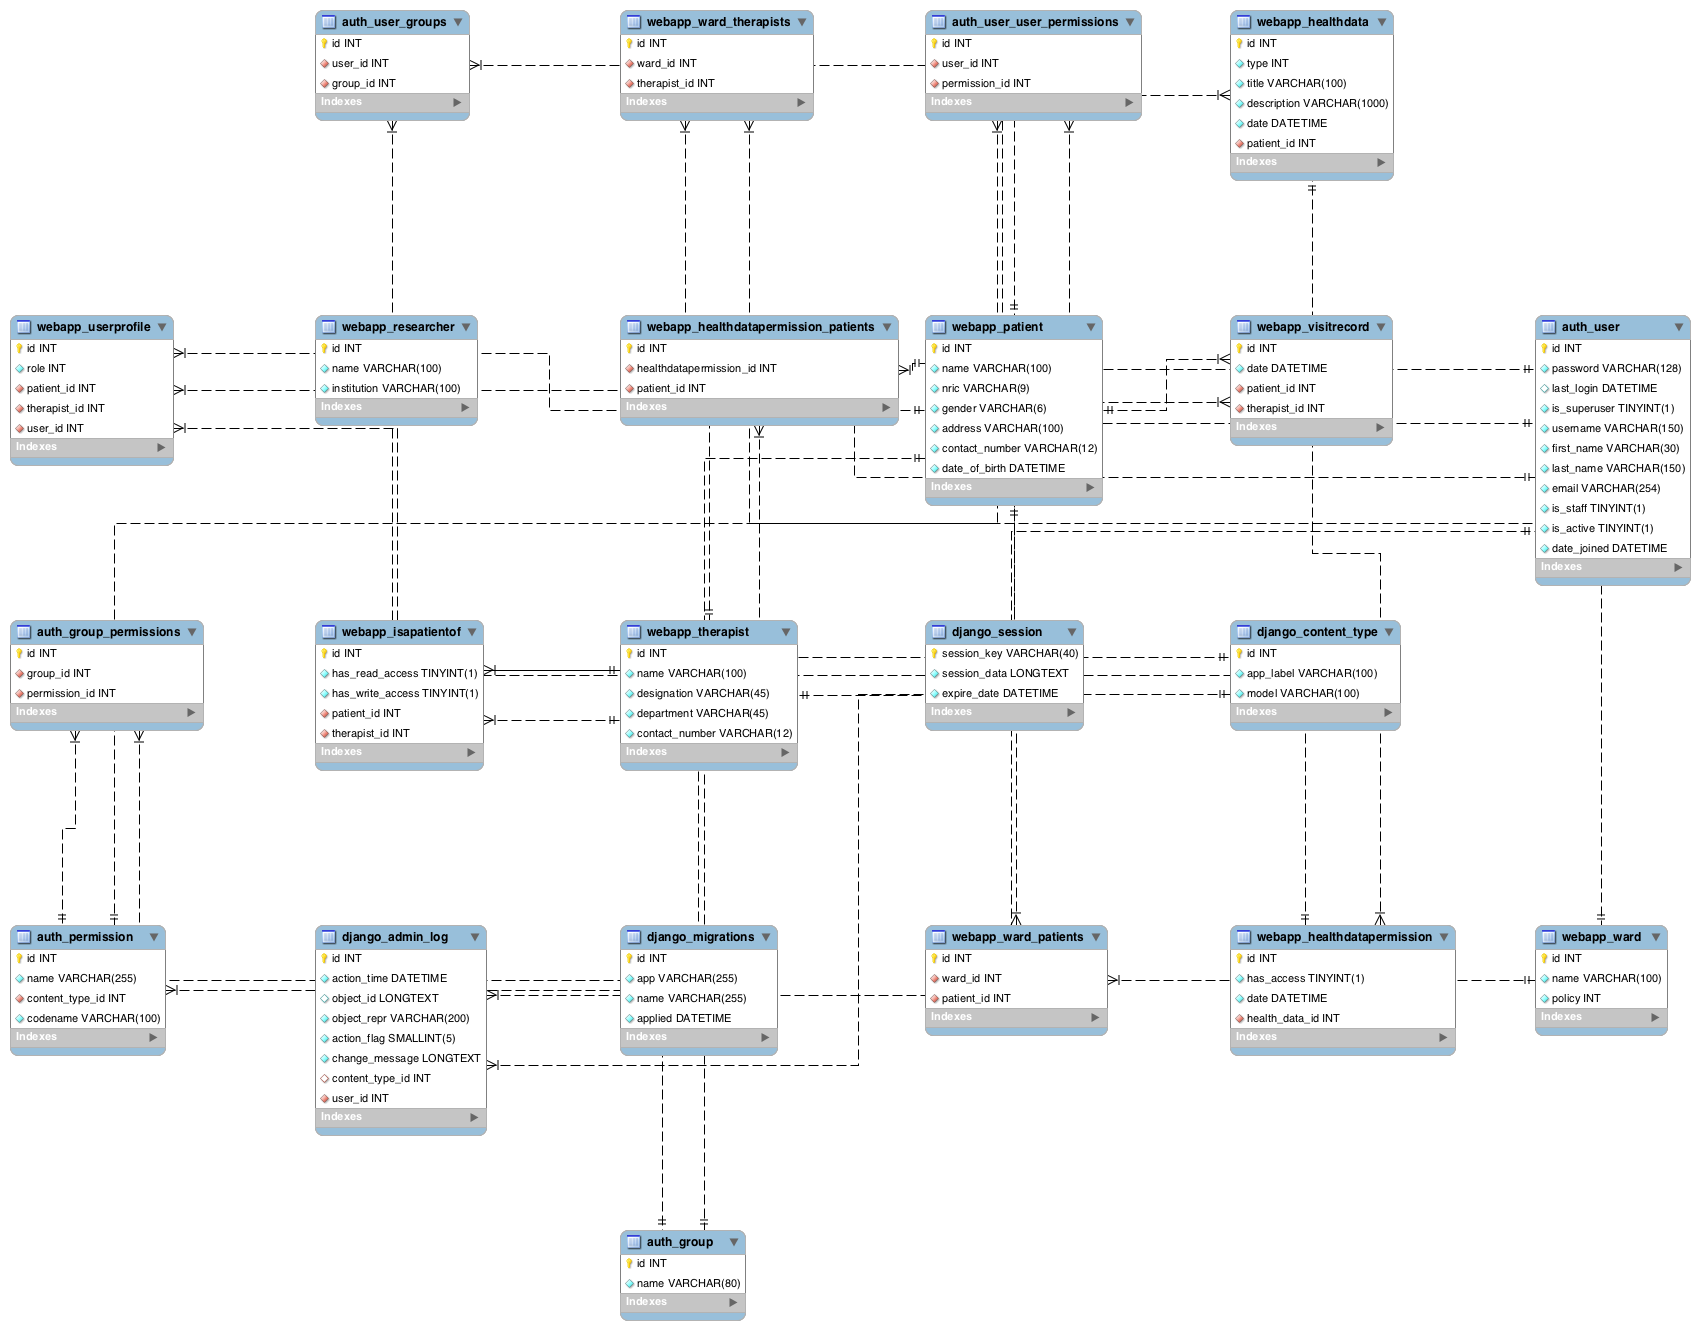 auth_user_groups
id INT
user_id INT
group_id INT
Indexes
webapp_ward_therapists
id INT
ward_id INT
therapist_id INT
Indexes
auth_user_user_permissions
id INT
user_id INT
permission_id INT
Indexes
webapp_healthdata
id INT
type INT
title VARCHAR(100)
description VARCHAR(1000)
date DATETIME
patient_id INT
Indexes
webapp_userprofile
id INT
role INT
patient_id INT
therapist_id INT
user_id INT
Indexes
webapp_researcher
id INT
name VARCHAR(100)
institution VARCHAR(100)
Indexes
webapp_healthdatapermission_patients
id INT
healthdatapermission_id INT
patient_id INT
Indexes
webapp_patient
id INT
name VARCHAR(100)
nric VARCHAR(9)
gender VARCHAR(6)
address VARCHAR(100)
contact_number VARCHAR(12)
date_of_birth DATETIME
Indexes
webapp_visitrecord
id INT
date DATETIME
patient_id INT
therapist_id INT
Indexes
auth_user
id INT
password VARCHAR(128)
last_login DATETIME
is_superuser TINYINT(1)
username VARCHAR(150)
first_name VARCHAR(30)
last_name VARCHAR(150)
email VARCHAR(254)
is_staff TINYINT(1)
is_active TINYINT(1)
date_joined DATETIME
Indexes
auth_group_permissions
id INT
group_id INT
permission_id INT
Indexes
webapp_isapatientof
id INT
has_read_access TINYINT(1)
has_write_access TINYINT(1)
patient_id INT
therapist_id INT
Indexes
webapp_therapist
id INT
name VARCHAR(100)
designation VARCHAR(45)
department VARCHAR(45)
contact_number VARCHAR(12)
Indexes
django_session
session_key VARCHAR(40)
session_data LONGTEXT
expire_date DATETIME
Indexes
django_content_type
id INT
app_label VARCHAR(100)
model VARCHAR(100)
Indexes
auth_permission
id INT
name VARCHAR(255)
content_type_id INT
codename VARCHAR(100)
Indexes
django_admin_log
id INT
action_time DATETIME
object_id LONGTEXT
object_repr VARCHAR(200)
action_flag SMALLINT(5)
change_message LONGTEXT
content_type_id INT
user_id INT
Indexes
django_migrations
id INT
app VARCHAR(255)
name VARCHAR(255)
applied DATETIME
Indexes
webapp_ward_patients
id INT
ward_id INT
patient_id INT
Indexes
webapp_healthdatapermission
id INT
has_access TINYINT(1)
date DATETIME
health_data_id INT
Indexes
webapp_ward
id INT
name VARCHAR(100)
policy INT
Indexes
auth_group
id INT
name VARCHAR(80)
Indexes